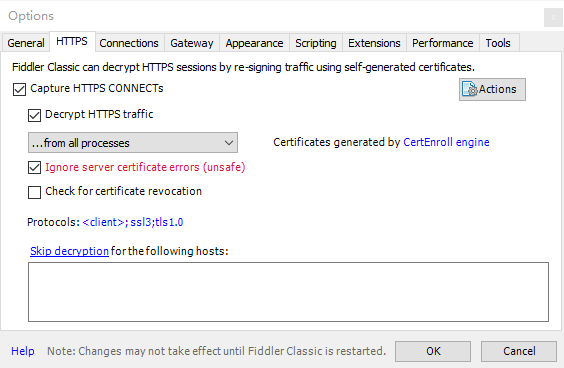 Options
General HTTPS Connections Gateway Appearance Scripting Extensions Performance Tools
Fiddler Classic can decrypt HTTPS sessions by re-signing traffic using self-generated certificates.
Capture HTTPS CONNECTs Actions
Decrypt HTTPS traffic
...from all processes Certificates generated by CertEnroll engine
Ignore server certificate errors (unsafe)
Check for certificate revocation
Protocols: <client>; ssl3;tls1.0
Skip decryption for the following hosts:
Help Note: Changes may not take effect until Fiddler Classic is restarted. OK Cancel